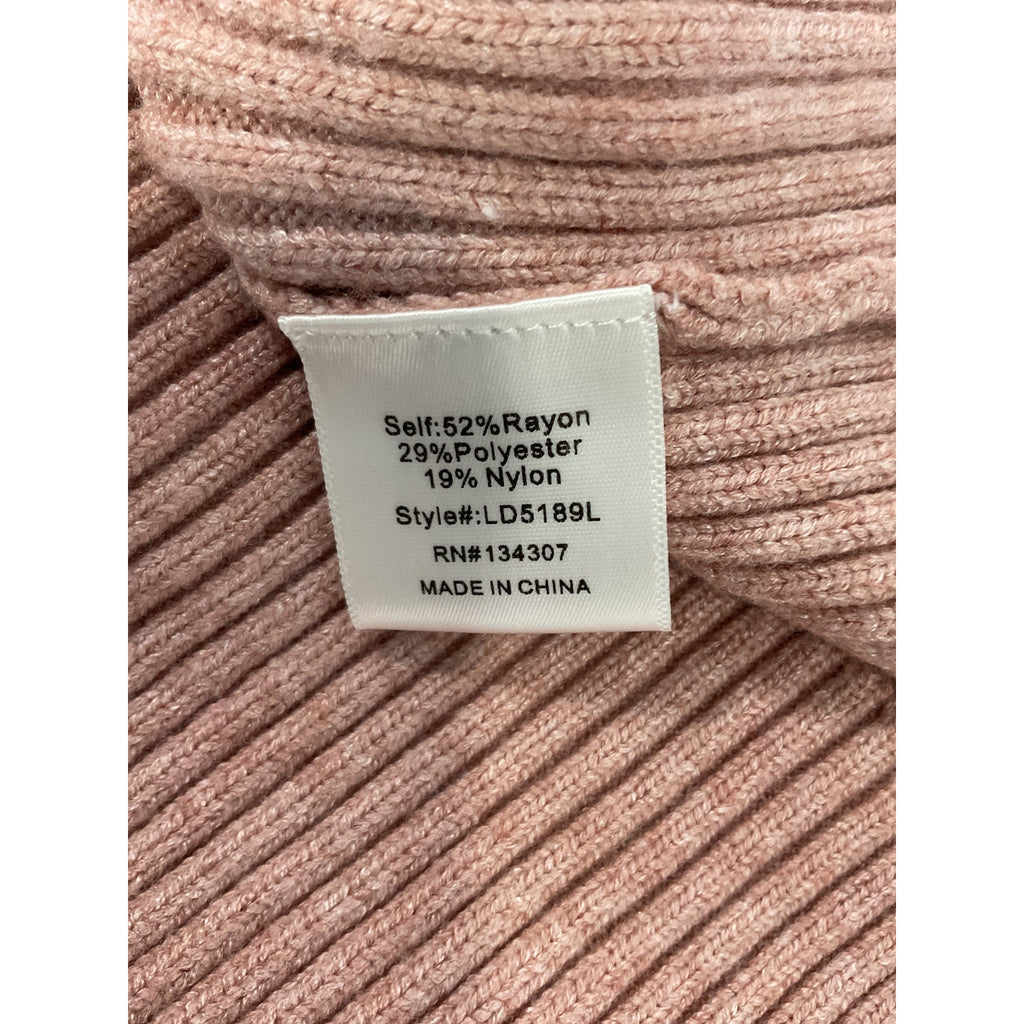 Self:52%Rayon
29%Polyester
19% Nylon
Style#:LD5189L
RN#134307
MADE IN CHINA